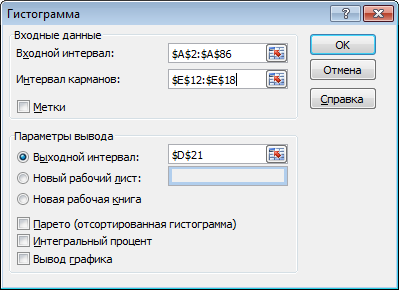 Гистограмма
Входные данные
Входной интервал: $A$2:$A$86
Интервал карманов: $E$12:$E$18
Метки
OK
Отмена
Справка
Параметры вывода
Выходной интервал: $D$21
Новый рабочий лист:
Новая рабочая книга
Парето (отсортированная гистограмма)
Интегральный процент
Вывод графика